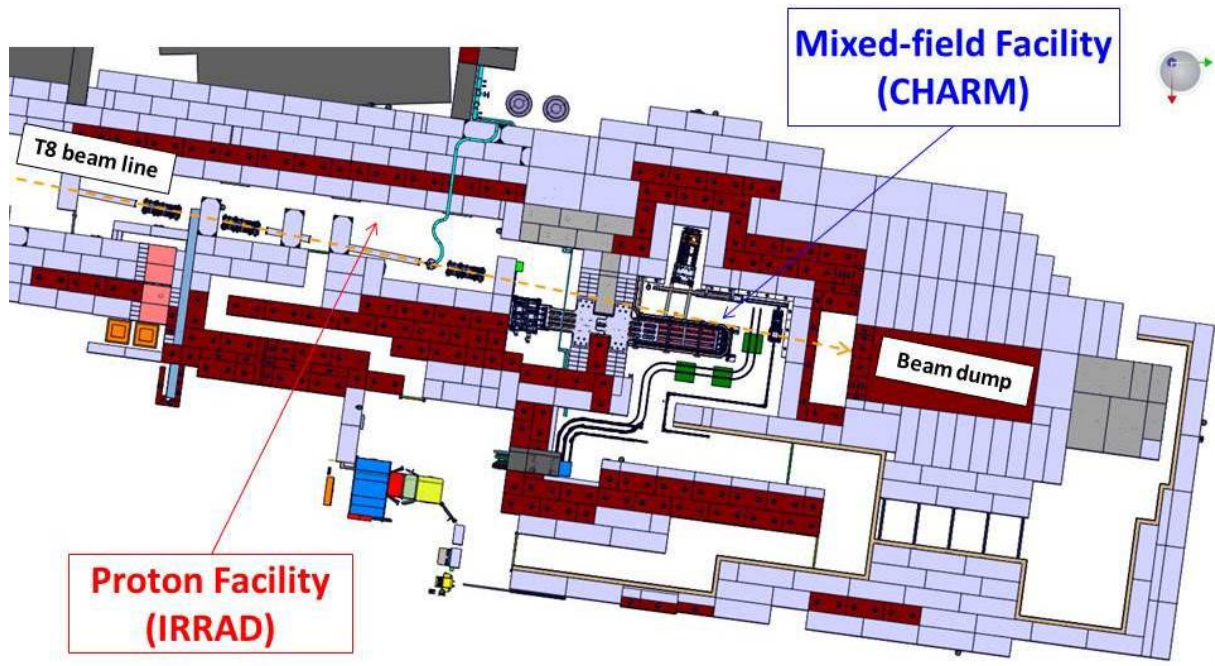 Mixed-field Facility
(CHARM)
T8 beam line
Beam dump
Proton Facility
(IRRAD)